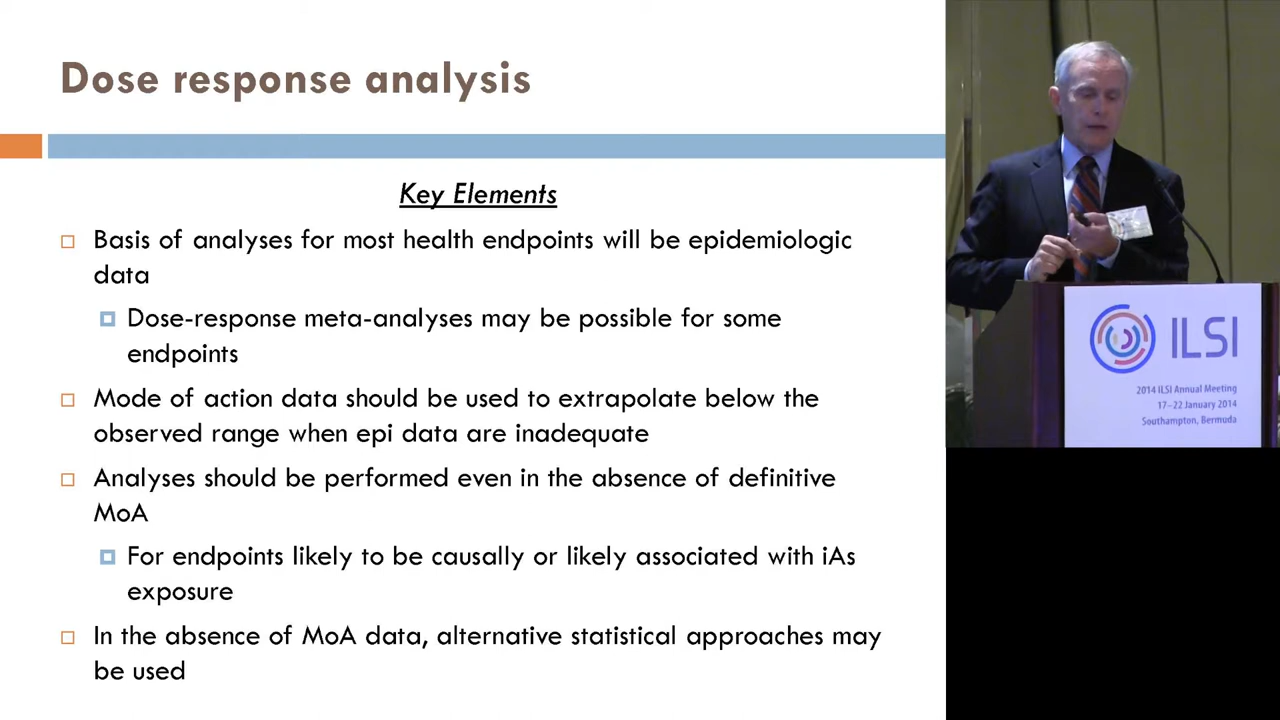 Dose response analysis
Key Elements
Basis of analyses for most health endpoints will be epidemiologic
data
Dose-response meta-analyses may be possible for some
endpoints
Mode of action data should be used to extrapolate below the
observed range when epi data are inadequate
Analyses should be performed even in the absence of definitive
MoA
For endpoints likely to be causally or likely associated with iAs
exposure
In the absence of MoA data, alternative statistical approaches may
be used
ILSI
2014 ILSI Annual Meeting
17–22 January 2014
Southampton, Bermuda